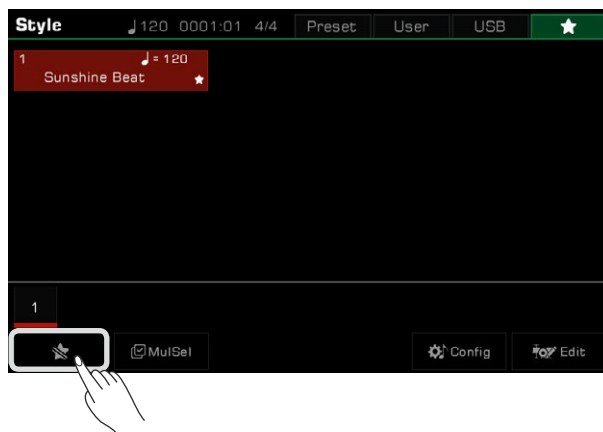 Style ♩120 0001:01 4/4 Preset User USB ★
1 ♩= 120
Sunshine Beat ★
1
MulSel Config Edit